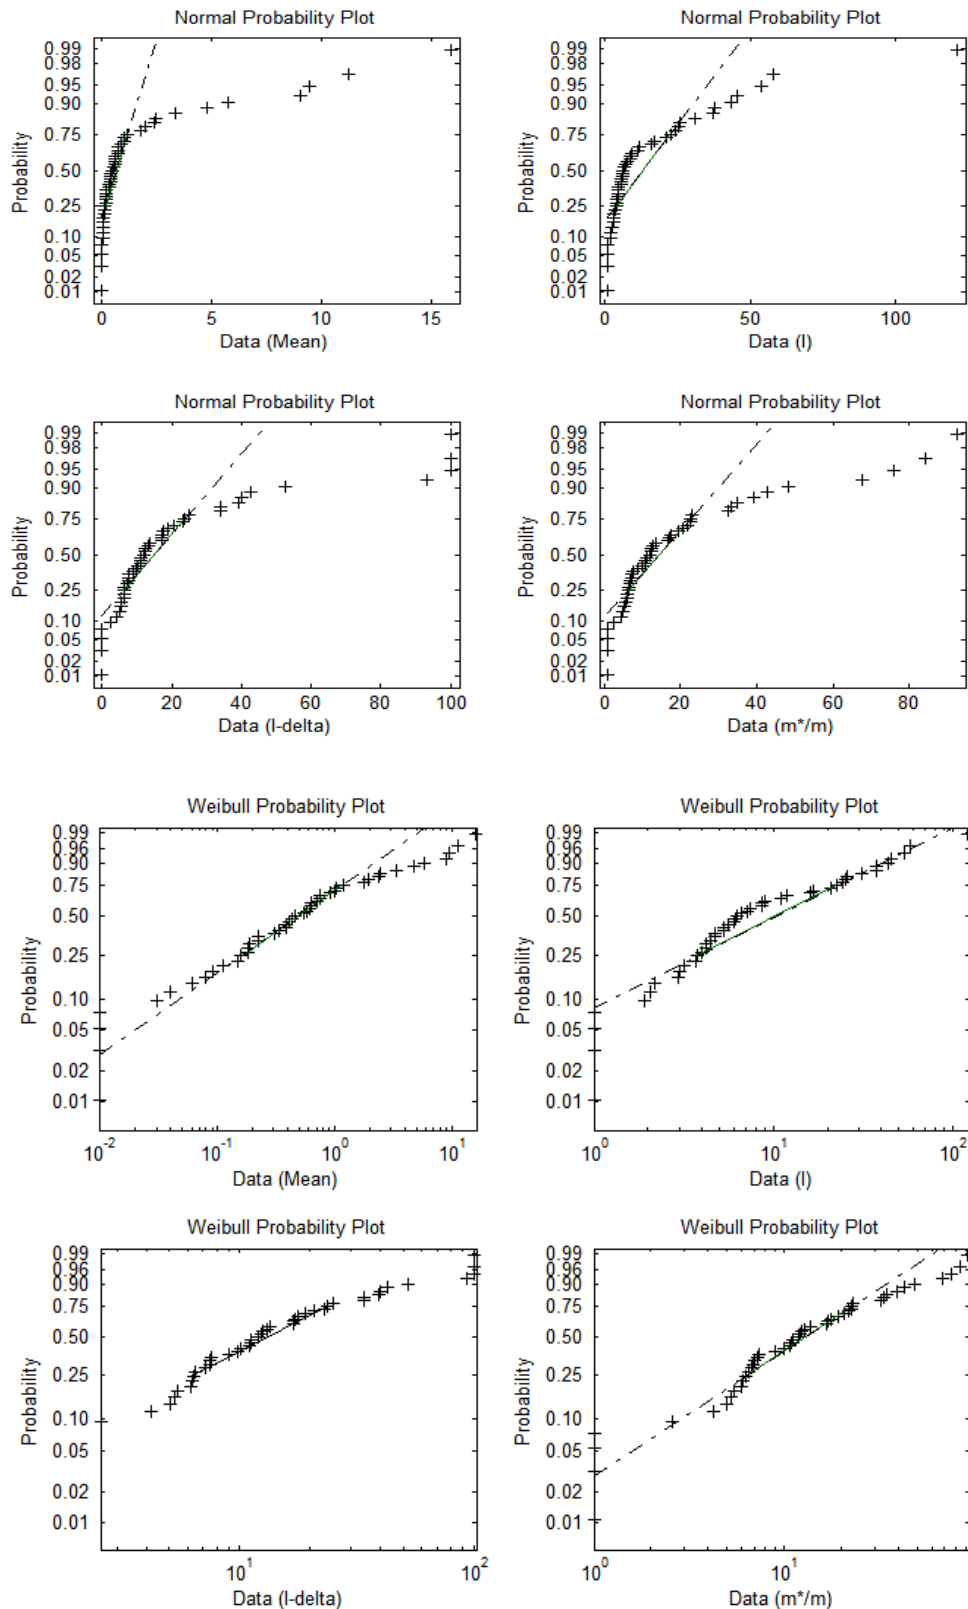 Normal Probability Plot
0.99
0.98
0.95
0.90
0.75
0.50
0.25
0.10
0.05
0.02
0.01
Probability
0 5 10 15
Data (Mean)
Normal Probability Plot
0.99
0.98
0.95
0.90
0.75
0.50
0.25
0.10
0.05
0.02
0.01
Probability
0 50 100
Data (I)
Normal Probability Plot
0.99
0.98
0.95
0.90
0.75
0.50
0.25
0.10
0.05
0.02
0.01
Probability
0 20 40 60 80 100
Data (I-delta)
Normal Probability Plot
0.99
0.98
0.95
0.90
0.75
0.50
0.25
0.10
0.05
0.02
0.01
Probability
0 20 40 60 80
Data (m*/m)
Weibull Probability Plot
0.99
0.96
0.90
0.75
0.50
0.25
0.10
0.05
0.02
0.01
Probability
10⁻² 10⁻¹ 10⁰ 10¹
Data (Mean)
Weibull Probability Plot
0.99
0.96
0.90
0.75
0.50
0.25
0.10
0.05
0.02
0.01
Probability
10⁰ 10¹ 10²
Data (I)
Weibull Probability Plot
0.99
0.96
0.90
0.75
0.50
0.25
0.10
0.05
0.02
0.01
Probability
10¹ 10²
Data (I-delta)
Weibull Probability Plot
0.99
0.96
0.90
0.75
0.50
0.25
0.10
0.05
0.02
0.01
Probability
10⁰ 10¹
Data (m*/m)